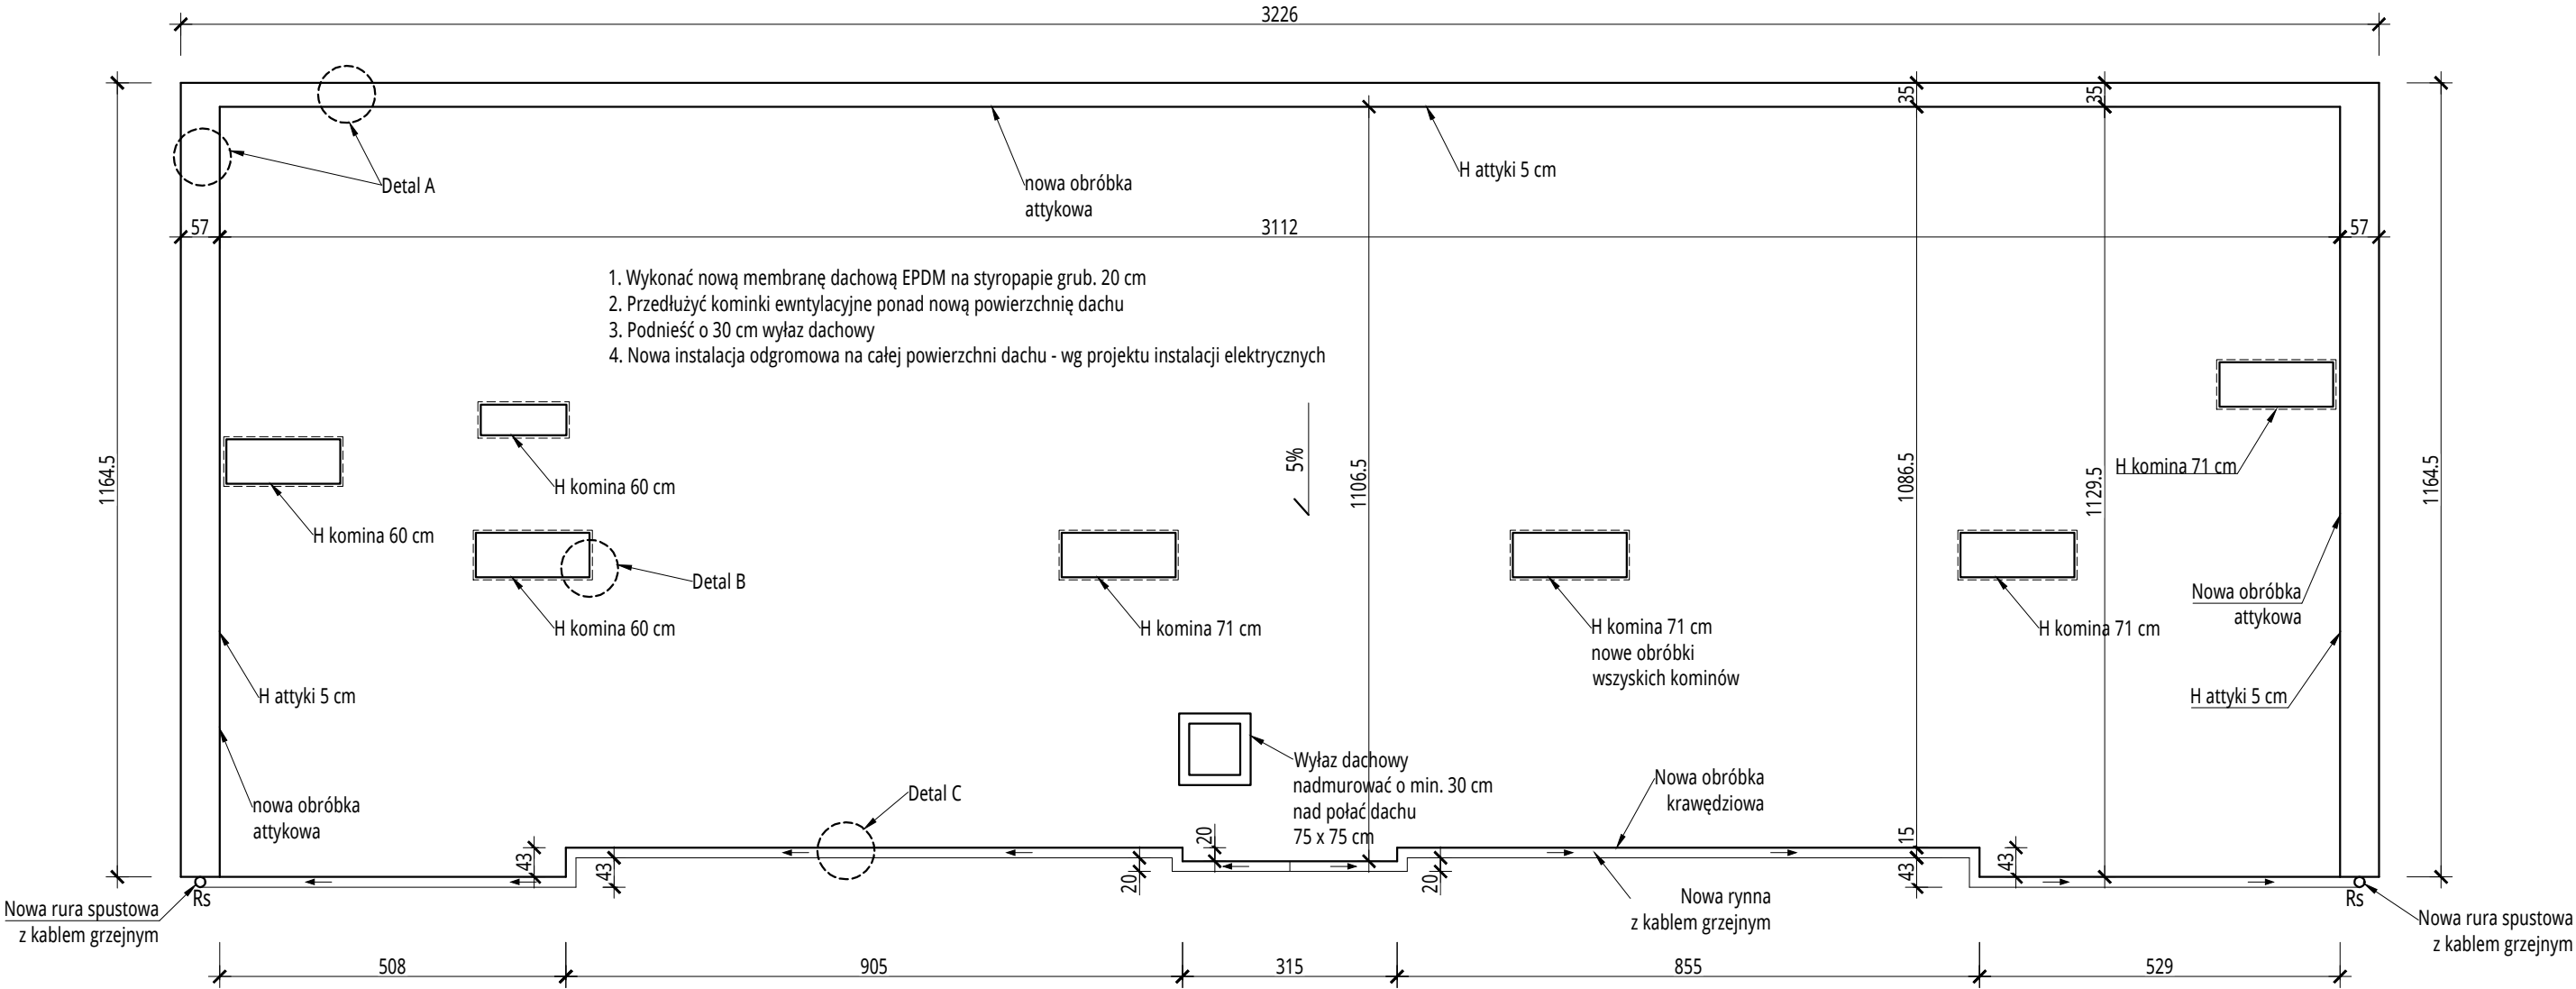 3226
35
35
Detal A
nowa obróbka
attykowa
H attyki 5 cm
57
3112
57
1. Wykonać nową membranę dachową EPDM na styropapie grub. 20 cm
2. Przedłużyć kominki ewntylacyjne ponad nową powierzchnię dachu
3. Podnieść o 30 cm wyłaz dachowy
4. Nowa instalacja odgromowa na całej powierzchni dachu - wg projektu instalacji elektrycznych
1164.5
5%
1106.5
1086.5
1129.5
1164.5
H komina 60 cm
H komina 60 cm
H komina 71 cm
Detal B
H komina 60 cm
H komina 71 cm
H komina 71 cm
nowe obróbki
wszyskich kominów
H komina 71 cm
Nowa obróbka
attykowa
H attyki 5 cm
H attyki 5 cm
nowa obróbka
attykowa
Detal C
Wyłaz dachowy
nadmurować o min. 30 cm
nad połać dachu
75 x 75 cm
Nowa obróbka
krawędziowa
43
43
20
20
20
15
43
43
Rs
Nowa rura spustowa
z kablem grzejnym
Nowa rynna
z kablem grzejnym
Rs
Nowa rura spustowa
z kablem grzejnym
508
905
315
855
529